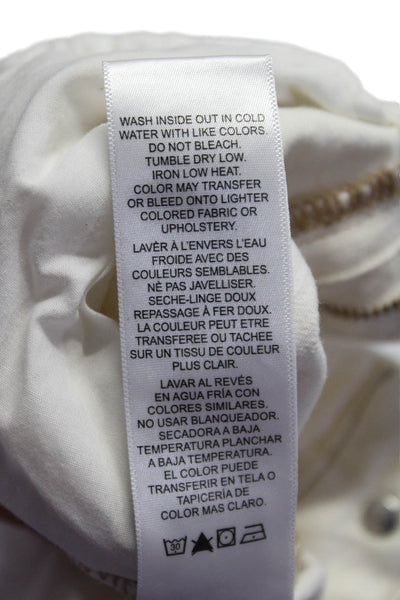 WASH INSIDE OUT IN COLD
WATER WITH LIKE COLORS.
DO NOT BLEACH.
TUMBLE DRY LOW.
IRON LOW HEAT.
COLOR MAY TRANSFER
OR BLEED ONTO LIGHTER
COLORED FABRIC OR
UPHOLSTERY.
LAVÈR À L'ENVERS L'EAU
FROIDE AVEC DES
COULEURS SEMBLABLES.
NÈ PAS JAVELLISER.
SECHE-LINGE DOUX
REPASSAGE À FER DOUX.
LA COULEUR PEUT ETRE
TRANSFEREE OU TACHEE
SUR UN TISSU DE COULEUR
PLUS CLAIR.
LAVAR AL REVÉS
EN AGUA FRÍA CON
COLORES SIMILARES.
NO USAR BLANQUEADOR.
SECADORA A BAJA
TEMPERATURA PLANCHAR
A BAJA TEMPERATURA.
EL COLOR PUEDE
TRANSFERIR EN TELA O
TAPICERÍA DE
COLOR MAS CLARO.
30